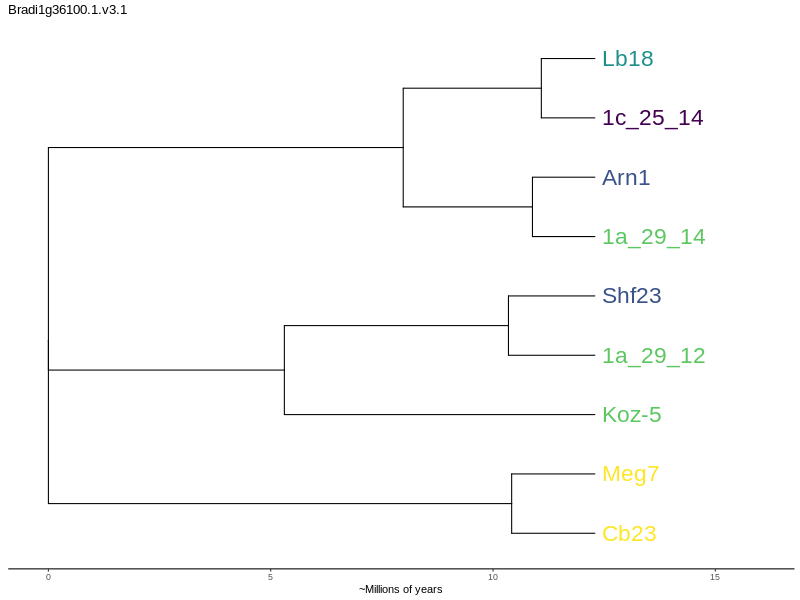 Bradi1g36100.1.v3.1
Lb18
1c_25_14
Arn1
1a_29_14
Shf23
1a_29_12
Koz-5
Meg7
Cb23
0 5 10 15
~Millions of years